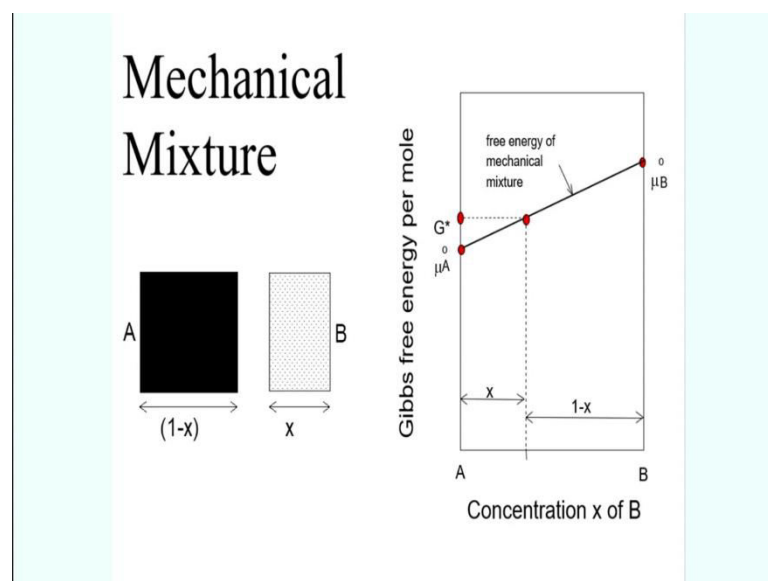 Mechanical
Mixture
A
B
(1-x)
x
Gibbs free energy per mole
free energy of
mechanical
mixture
o
μB
G*
o
μA
x
1-x
A
B
Concentration x of B